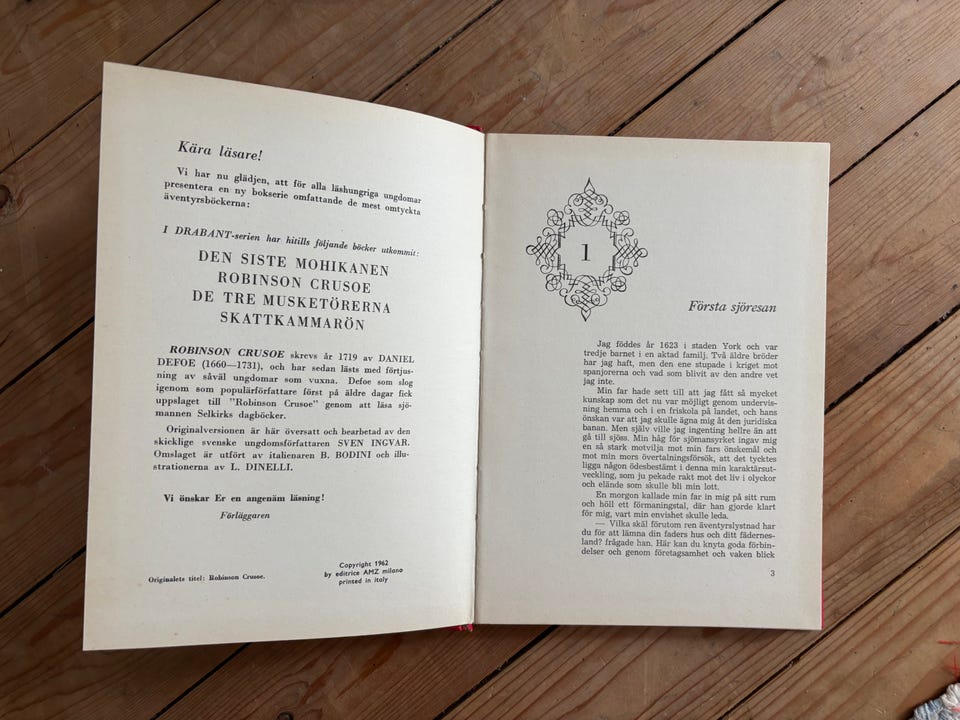 Kära läsare!
Vi har nu glädjen, att för alla läshungriga ungdomar
presentera en ny bokserie omfattande de mest omtyckta
äventyrsböckerna:
I DRABANT-serien har hitills följande böcker utkommit:
DEN SISTE MOHIKANEN
ROBINSON CRUSOE
DE TRE MUSKETÖRERNA
SKATTKAMMARÖN
ROBINSON CRUSOE skrevs år 1719 av DANIEL
DEFOE (1660—1731), och har sedan lästs med förtjus-
ning av såväl ungdomar som vuxna. Defoe som slog
igenom som populärförfattare först på äldre dagar fick
uppslaget till "Robinson Crusoe" genom att läsa sjö-
mannen Selkirks dagböcker.
Originalversionen är här översatt och bearbetad av den
skicklige svenske ungdomsförfattaren SVEN INGVAR.
Omslaget är utfört av italienaren B. BODINI och illu-
strationerna av L. DINELLI.
Vi önskar Er en angenäm läsning!
Förläggaren
Originalets titel: Robinson Crusoe.
Copyright 1962
by editrice AMZ milano
printed in italy
1
Första sjöresan
Jag föddes år 1623 i staden York och var
tredje barnet i en aktad familj. Två äldre bröder
har jag haft, men den ene stupade i kriget mot
spanjorerna och vad som blivit av den andre vet
jag inte.
Min far hade sett till att jag fått så mycket
kunskap som det nu var möjligt genom undervis-
ning hemma och i en friskola på landet, och hans
önskan var att jag skulle ägna mig åt den juridiska
banan. Men själv ville jag ingenting hellre än att
gå till sjöss. Min håg för sjömansyrket ingav mig
en så stark motvilja mot min fars önskemål och
mot min mors övertalningsförsök, att det tycktes
ligga någon ödesbestämt i denna min karaktärsut-
veckling, som ju pekade rakt mot det liv i olyckor
och elände som skulle bli min lott.
En morgon kallade min far in mig på sitt rum
och höll ett förmaningstal, där han gjorde klart
för mig, vart min envishet skulle leda.
— Vilka skäl förutom ren äventyrslystnad har
du för att lämna din faders hus och ditt fädernes-
land? frågade han. Här kan du knyta goda förbin-
delser och genom företagsamhet och vaken blick
3